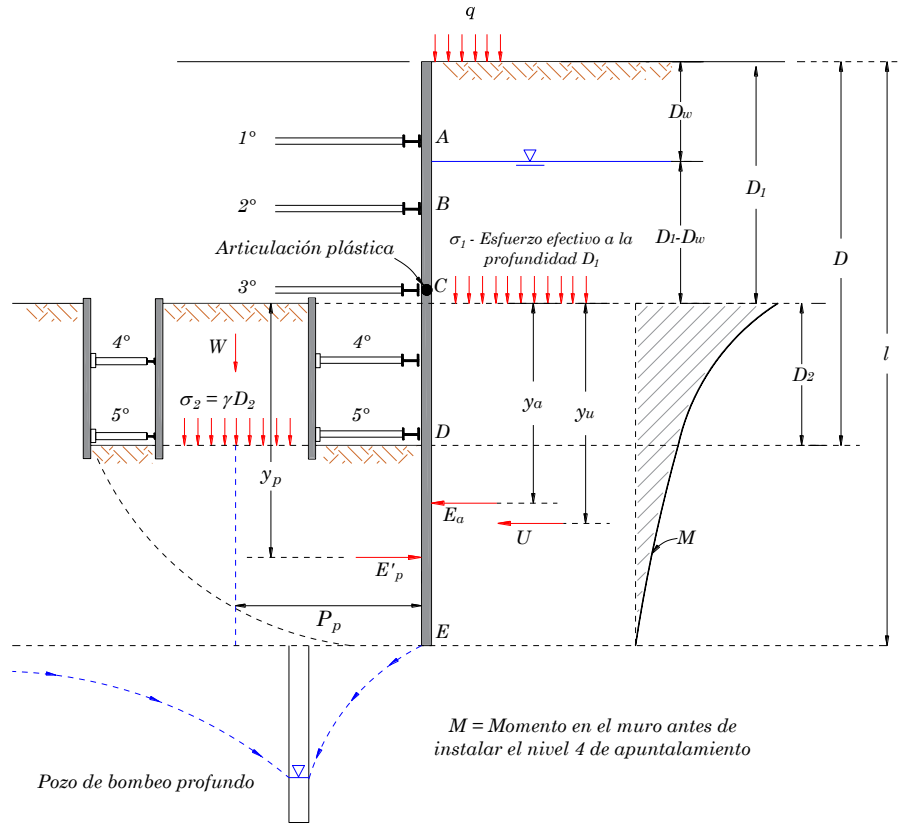 q
1°
A
D_w
2°
B
D_1
D_1-D_w
D
Articulación plástica
σ_1 - Esfuerzo efectivo a la
profundidad D_1
3°
C
l
4°
W
4°
D_2
y_a
y_u
σ_2 = γD_2
5°
5°
D
y_p
E_a
U
M
E'_p
P_p
E
M = Momento en el muro antes de
instalar el nivel 4 de apuntalamiento
Pozo de bombeo profundo